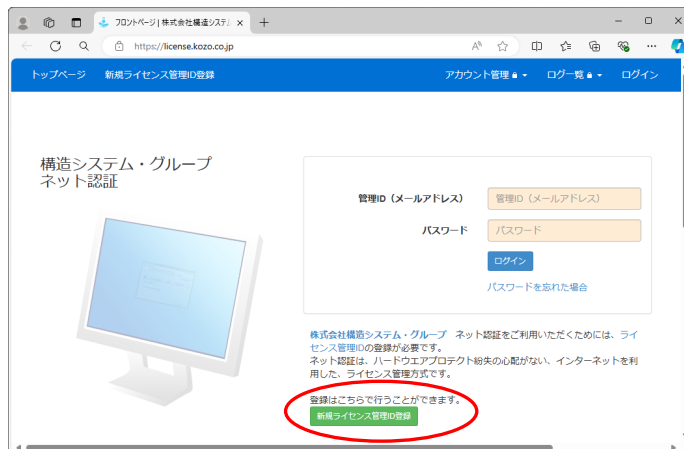 フロントページ | 株式会社構造システ
https://license.kozo.co.jp
トップページ 新規ライセンス管理ID登録 アカウント管理 ログ一覧 ログイン
構造システム・グループ
ネット認証
管理ID（メールアドレス） 管理ID（メールアドレス）
パスワード パスワード
ログイン
パスワードを忘れた場合
株式会社構造システム・グループ ネット認証をご利用いただくためには、ライ
センス管理IDの登録が必要です。
ネット認証は、ハードウエアプロテクト紛失の心配がない、インターネットを利
用した、ライセンス管理方式です。
登録はこちらで行うことができます。
新規ライセンス管理ID登録